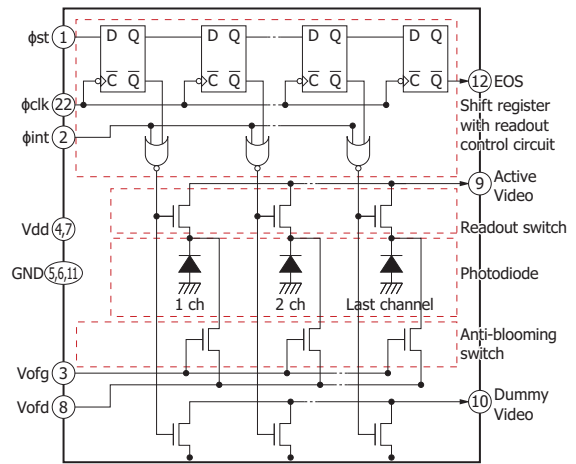 ϕst 1
D Q D Q D Q D Q
C̅ Q̅ C̅ Q̅ C̅ Q̅ C̅ Q̅
12 EOS
ϕclk 22
Shift register
with readout
control circuit
ϕint 2
9 Active
Video
Vdd 4,7
Readout switch
GND 5,6,11
Photodiode
1 ch 2 ch Last channel
Anti-blooming
switch
Vofg 3
Vofd 8
10 Dummy
Video